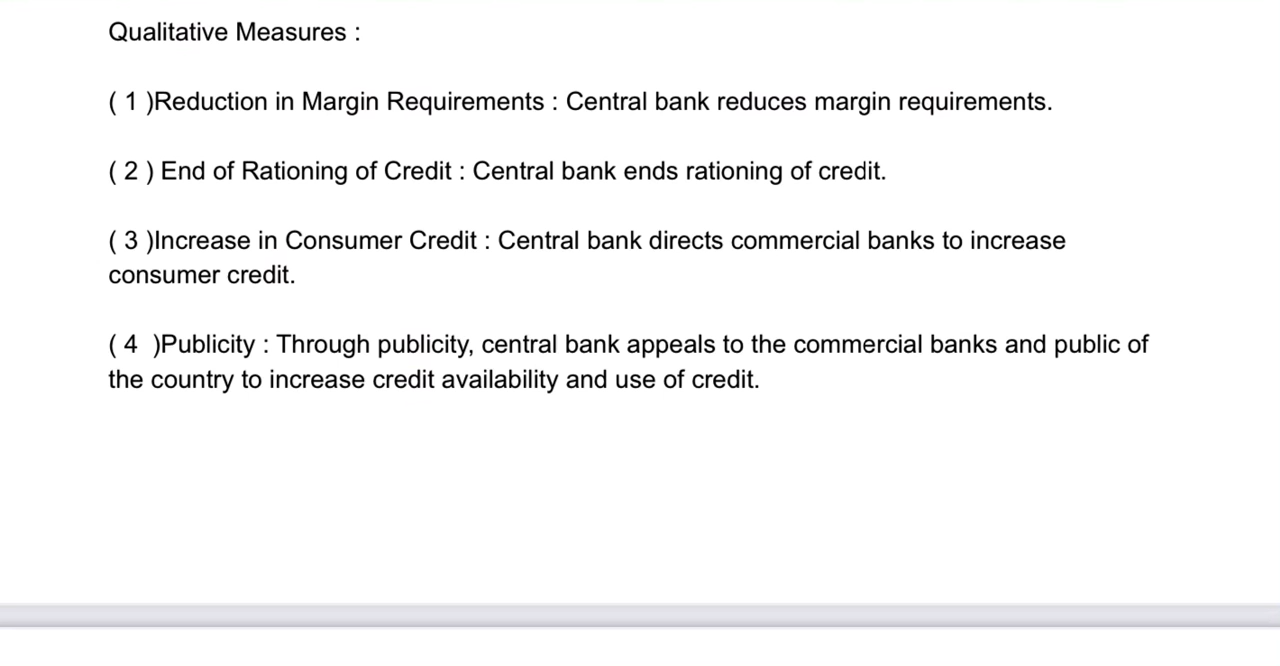 Qualitative Measures :
( 1 )Reduction in Margin Requirements : Central bank reduces margin requirements.
( 2 ) End of Rationing of Credit : Central bank ends rationing of credit.
( 3 )Increase in Consumer Credit : Central bank directs commercial banks to increase
consumer credit.
( 4  )Publicity : Through publicity, central bank appeals to the commercial banks and public of
the country to increase credit availability and use of credit.